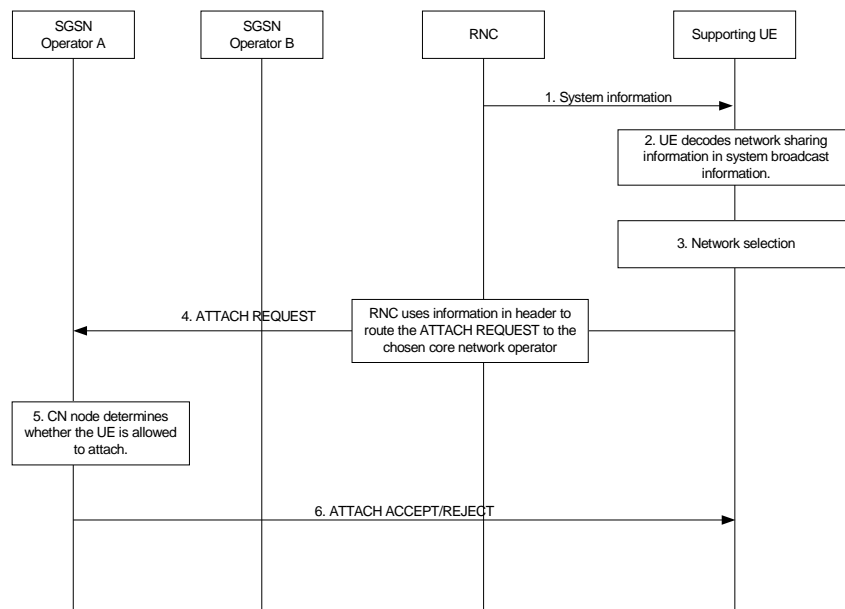 SGSN
Operator A
SGSN
Operator B
RNC
Supporting UE
1. System information
2. UE decodes network sharing
information in system broadcast
information.
3. Network selection
4. ATTACH REQUEST
RNC uses information in header to
route the ATTACH REQUEST to the
chosen core network operator
5. CN node determines
whether the UE is allowed
to attach.
6. ATTACH ACCEPT/REJECT